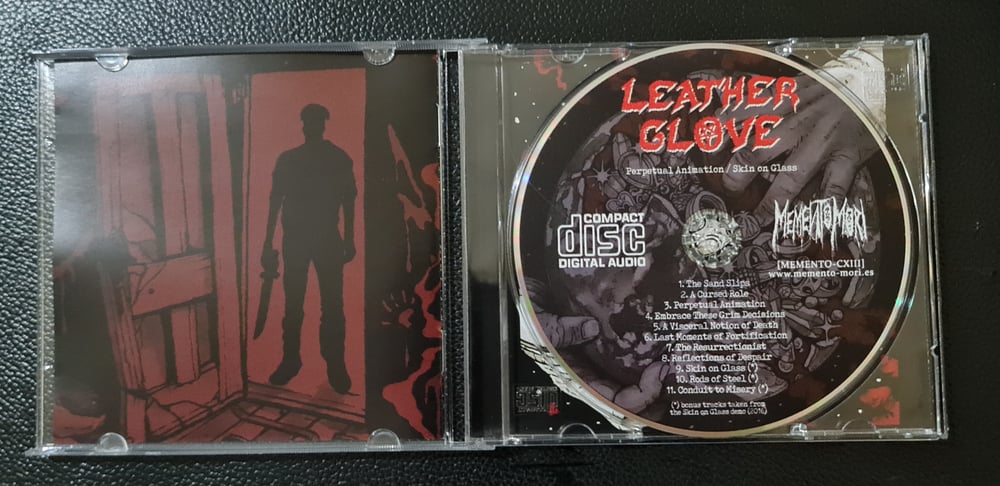 LEATHER
GLOVE
Perpetual Animation / Skin on Glass
COMPACT
disc
DIGITAL AUDIO
MEMENTO MORI
[MEMENTO-CXIII]
www.memento-mori.es
1. The Sand Slips
2. A Cursed Role
3. Perpetual Animation
4. Embrace These Grim Decisions
5. A Visceral Notion of Death
6. Last Moments of Fortification
7. The Resurrectionist
8. Reflections of Despair
9. Skin on Glass (*)
10. Rods of Steel (*)
11. Conduit to Misery (*)
(*) bonus tracks taken from
the Skin on Glass demo (2016)